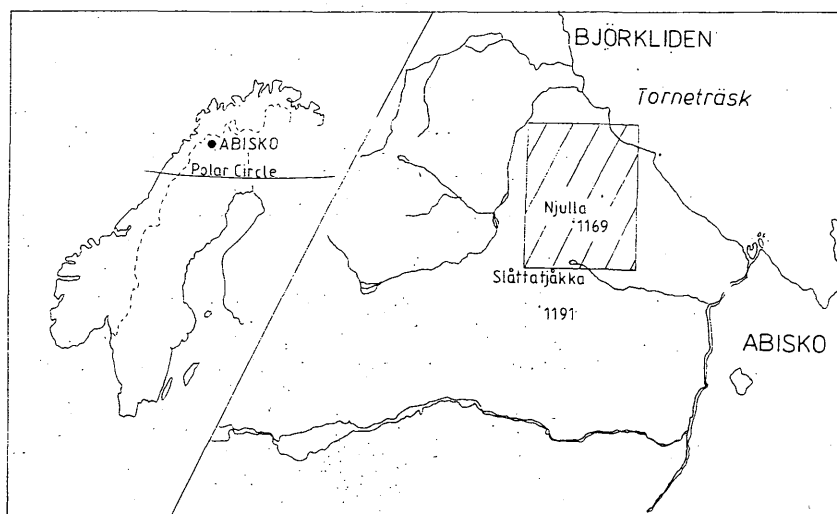 BJÖRKLIDEN
Torneträsk
ABISKO
Polar Circle
Njulla
1169
Slåttatjåkka
1191
ABISKO